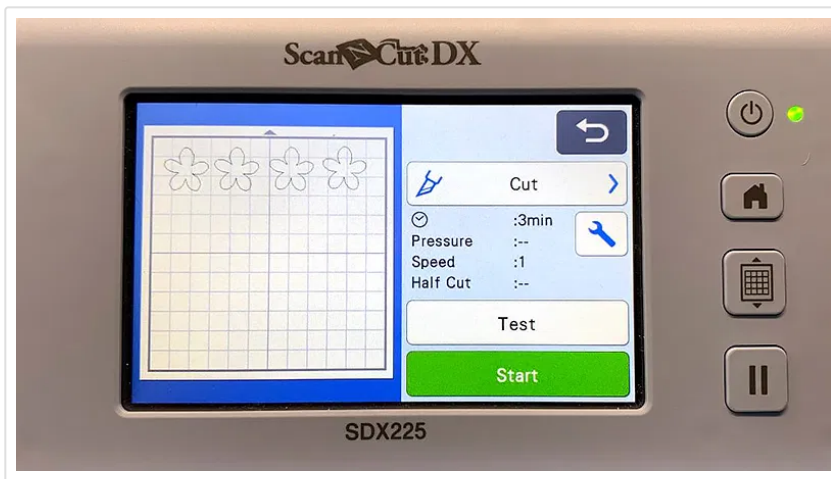 ScanNCut DX
Cut
:3min
Pressure :--
Speed :1
Half Cut :--
Test
Start
SDX225